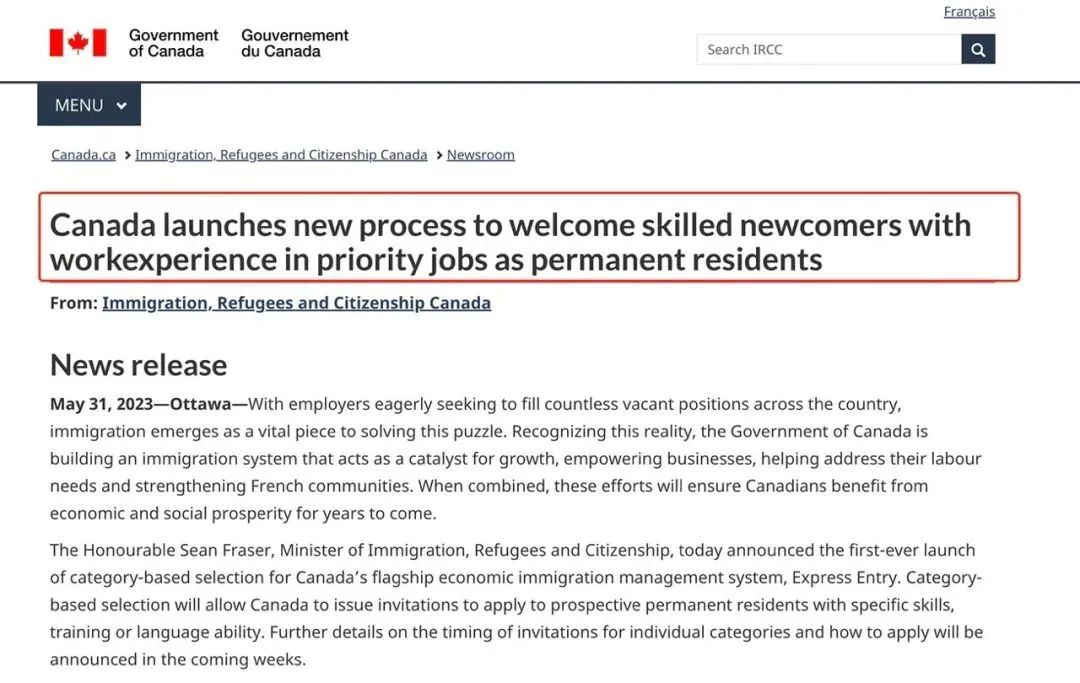 Français
Government of Canada
Gouvernement du Canada
Search IRCC
MENU
Canada.ca > Immigration, Refugees and Citizenship Canada > Newsroom
Canada launches new process to welcome skilled newcomers with
workexperience in priority jobs as permanent residents
From: Immigration, Refugees and Citizenship Canada
News release
May 31, 2023—Ottawa—With employers eagerly seeking to fill countless vacant positions across the country,
immigration emerges as a vital piece to solving this puzzle. Recognizing this reality, the Government of Canada is
building an immigration system that acts as a catalyst for growth, empowering businesses, helping address their labour
needs and strengthening French communities. When combined, these efforts will ensure Canadians benefit from
economic and social prosperity for years to come.
The Honourable Sean Fraser, Minister of Immigration, Refugees and Citizenship, today announced the first-ever launch
of category-based selection for Canada’s flagship economic immigration management system, Express Entry. Category-
based selection will allow Canada to issue invitations to apply to prospective permanent residents with specific skills,
training or language ability. Further details on the timing of invitations for individual categories and how to apply will be
announced in the coming weeks.